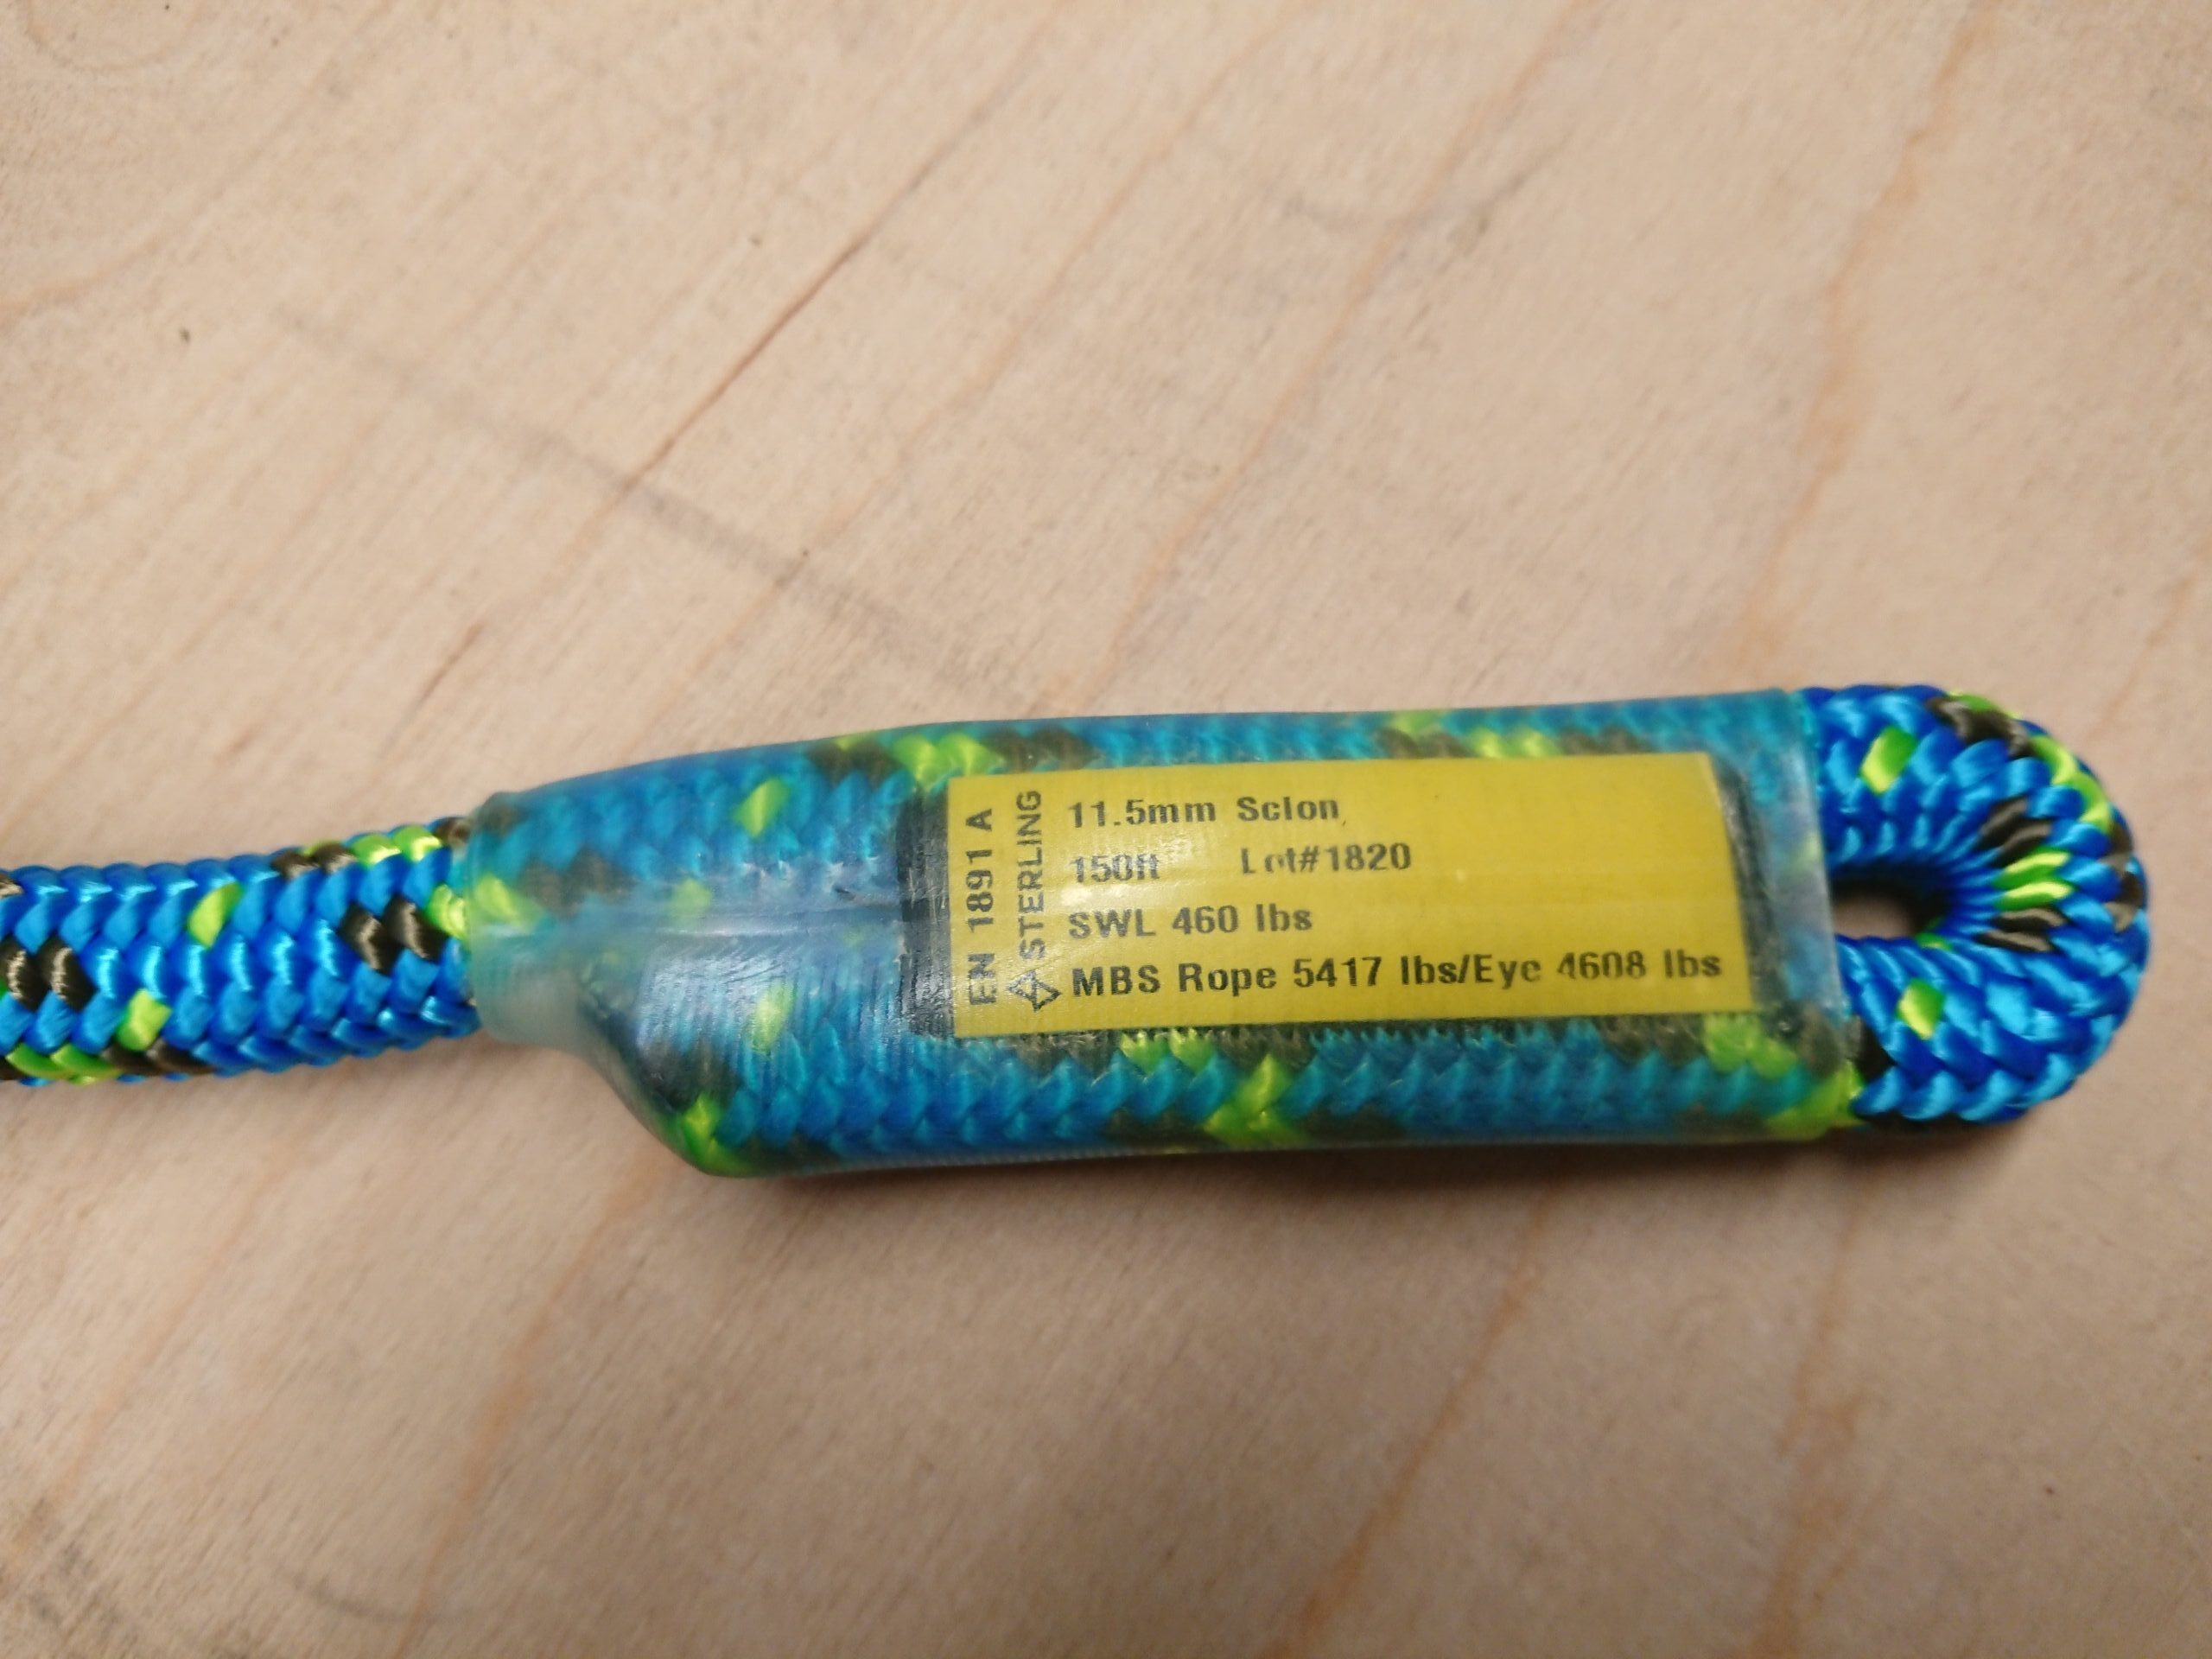 EN 1891 A
STERLING
11.5mm Scion
150ft Lot#1820
SWL 460 lbs
MBS Rope 5417 lbs/Eye 4608 lbs